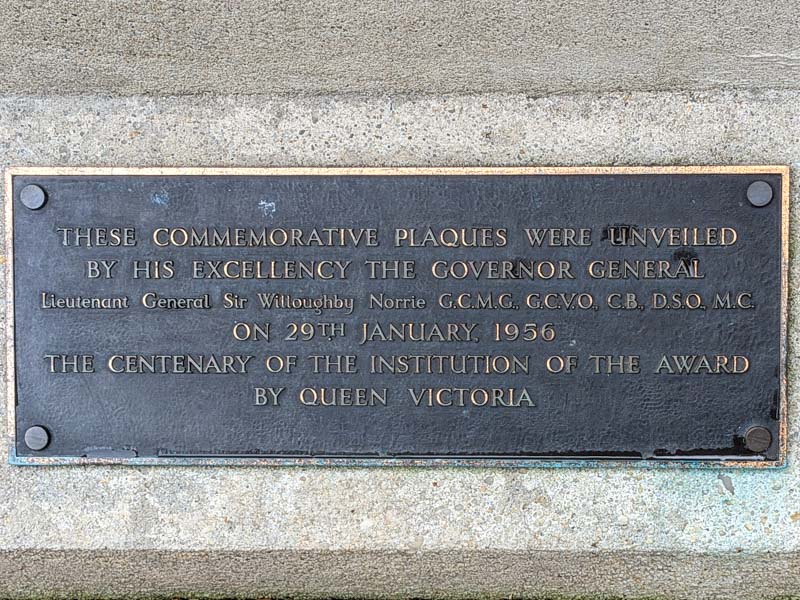 THESE COMMEMORATIVE PLAQUES WERE UNVEILED
BY HIS EXCELLENCY THE GOVERNOR GENERAL
Lieutenant General Sir Willoughby Norrie G.C.M.G., G.C.V.O., C.B., D.S.O., M.C.
ON 29TH JANUARY, 1956
THE CENTENARY OF THE INSTITUTION OF THE AWARD
BY QUEEN VICTORIA